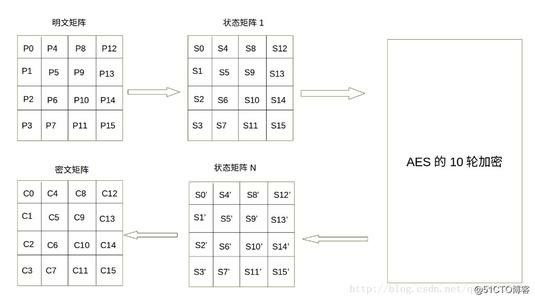 明文矩阵
P0 P4 P8 P12
P1 P5 P9 P13
P2 P6 P10 P14
P3 P7 P11 P15
状态矩阵 1
S0 S4 S8 S12
S1 S5 S9 S13
S2 S6 S10 S14
S3 S7 S11 S15
AES 的 10 轮加密
密文矩阵
C0 C4 C8 C12
C1 C5 C9 C13
C2 C6 C10 C14
C3 C7 C11 C15
状态矩阵 N
S0' S4' S8' S12'
S1' S5' S9' S13'
S2' S6' S10' S14'
S3' S7' S11' S15'
http://blog.csdn.net/
@51CTO博客